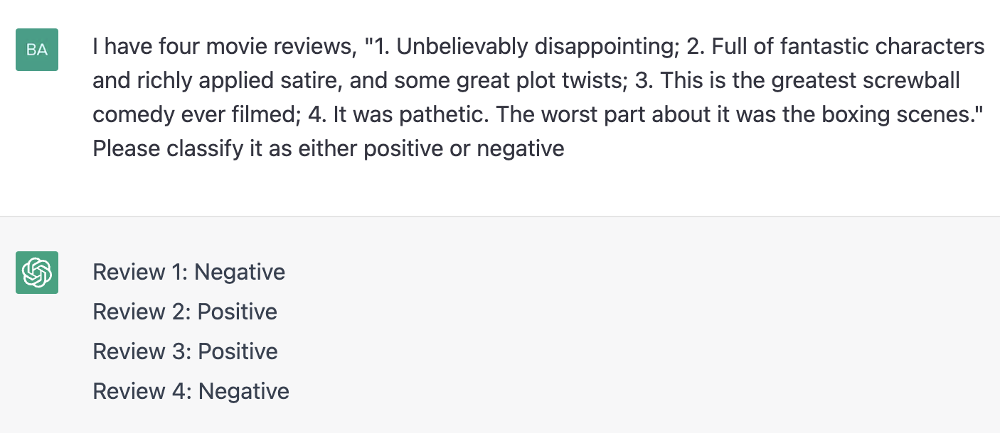 BA
I have four movie reviews, "1. Unbelievably disappointing; 2. Full of fantastic characters
and richly applied satire, and some great plot twists; 3. This is the greatest screwball
comedy ever filmed; 4. It was pathetic. The worst part about it was the boxing scenes."
Please classify it as either positive or negative
Review 1: Negative
Review 2: Positive
Review 3: Positive
Review 4: Negative